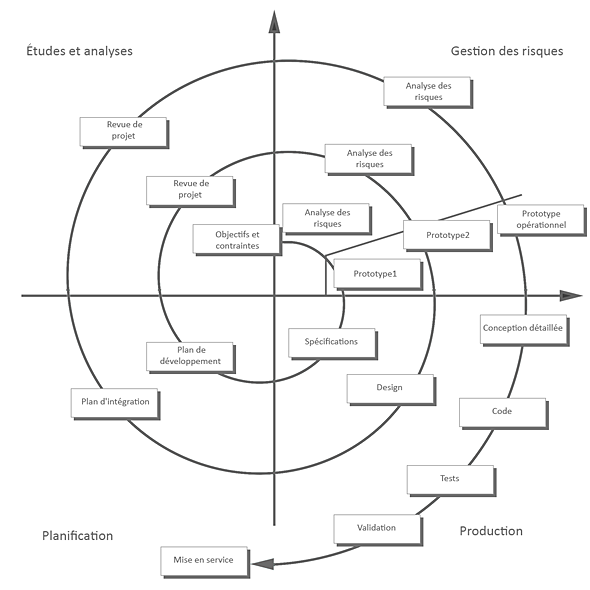 Études et analyses
Gestion des risques
Analyse des
risques
Revue de
projet
Analyse des
risques
Revue de
projet
Analyse des
risques
Prototype
opérationnel
Objectifs et
contraintes
Prototype2
Prototype1
Conception détaillée
Spécifications
Plan de
développement
Design
Plan d'intégration
Code
Tests
Validation
Planification
Production
Mise en service